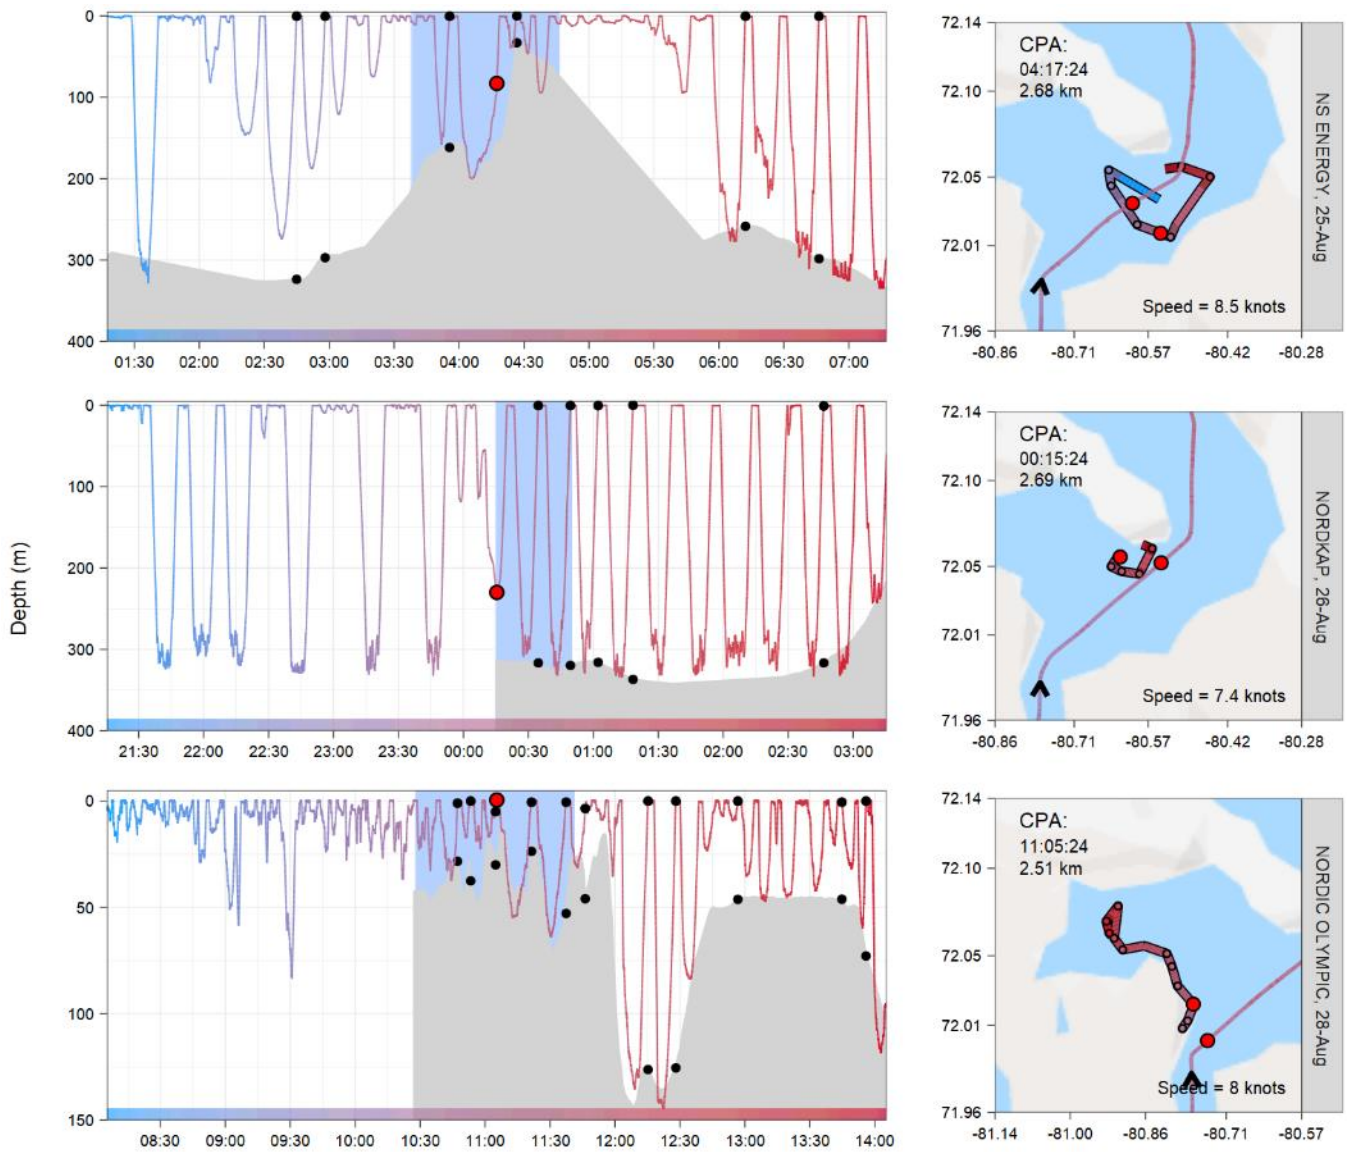 Depth (m)
0
100
200
300
400
01:30 02:00 02:30 03:00 03:30 04:00 04:30 05:00 05:30 06:00 06:30 07:00
72.14
72.10
72.05
72.01
71.96
CPA:
04:17:24
2.68 km
Speed = 8.5 knots
-80.86 -80.71 -80.57 -80.42 -80.28
NS ENERGY, 25-Aug
0
100
200
300
400
21:30 22:00 22:30 23:00 23:30 00:00 00:30 01:00 01:30 02:00 02:30 03:00
72.14
72.10
72.05
72.01
71.96
CPA:
00:15:24
2.69 km
Speed = 7.4 knots
-80.86 -80.71 -80.57 -80.42 -80.28
NORDKAP, 26-Aug
0
50
100
150
08:30 09:00 09:30 10:00 10:30 11:00 11:30 12:00 12:30 13:00 13:30 14:00
72.14
72.10
72.05
72.01
71.96
CPA:
11:05:24
2.51 km
Speed = 8 knots
-81.14 -81.00 -80.86 -80.71 -80.57
NORDIC OLYMPIC, 28-Aug